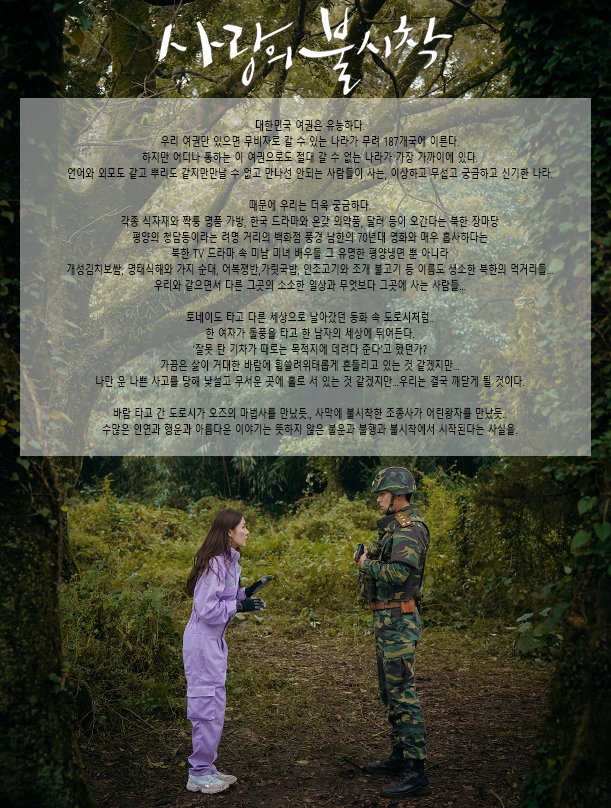 사랑의 불시착
대한민국 여권은 유능하다.
우리 여권만 있으면 무비자로 갈 수 있는 나라가 무려 187개국에 이른다.
하지만 어디나 통하는 이 여권으로도 절대 갈 수 없는 나라가 가장 가까이에 있다.
언어와 외모도 같고 뿌리도 같지만만날 수 없고 만나선 안되는 사람들이 사는, 이상하고 무섭고 궁금하고 신기한 나라.
때문에 우리는 더욱 궁금하다.
각종 식자재와 짝퉁 명품 가방, 한국 드라마와 온갖 의약품, 달러 등이 오간다는 북한 장마당
평양의 청담동이라는 려명 거리의 백화점 풍경 남한의 70년대 영화와 매우 흡사하다는
북한 TV 드라마 속 미남 미녀 배우들 그 유명한 평양냉면 뿐 아니라
개성김치보쌈, 명태식해와 가지 순대, 어복쟁반,가릿국밥, 인조고기와 조개 불고기 등 이름도 생소한 북한의 먹거리들...
우리와 같으면서 다른 그곳의 소소한 일상과 무엇보다 그곳에 사는 사람들...
토네이도 타고 다른 세상으로 날아갔던 동화 속 도로시처럼..
한 여자가 돌풍을 타고 한 남자의 세상에 뛰어든다.
'잘못 탄 기차가 때로는 목적지에 데려다 준다'고 했던가?
가끔은 삶이 거대한 바람에 휩쓸려위태롭게 흔들리고 있는 것 같겠지만...
나만 운 나쁜 사고를 당해 낯설고 무서운 곳에 홀로 서 있는 것 같겠지만...우리는 결국 깨닫게 될 것이다.
바람 타고 간 도로시가 오즈의 마법사를 만났듯., 사막에 불시착한 조종사가 어린왕자를 만났듯..
수많은 인연과 행운과 아름다운 이야기는 뜻하지 않은 불운과 불행과 불시착에서 시작된다는 사실을.